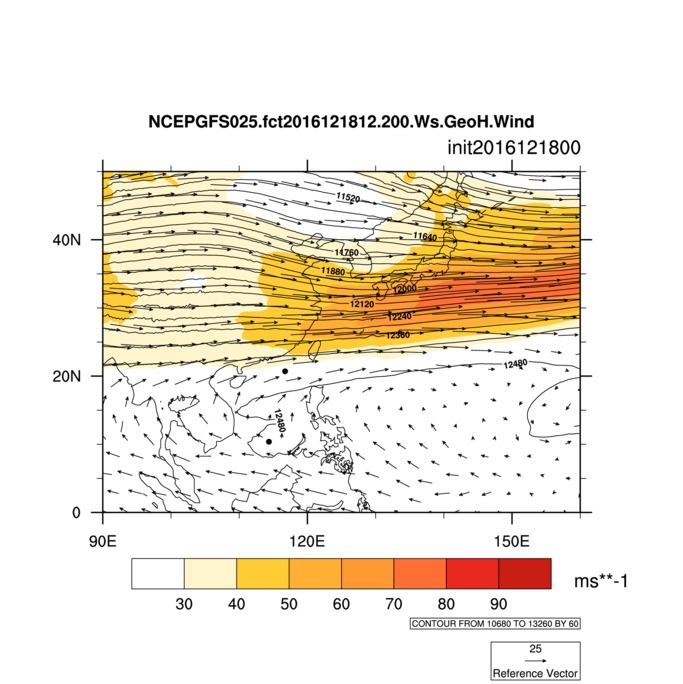 NCEPGFS025.fct2016121812.200.Ws.GeoH.Wind
init2016121800
11520
11640
11760
11880
12000
12120
12240
12360
12480
12480
40N
20N
0
90E 120E 150E
30 40 50 60 70 80 90
ms**-1
CONTOUR FROM 10680 TO 13260 BY 60
25
Reference Vector